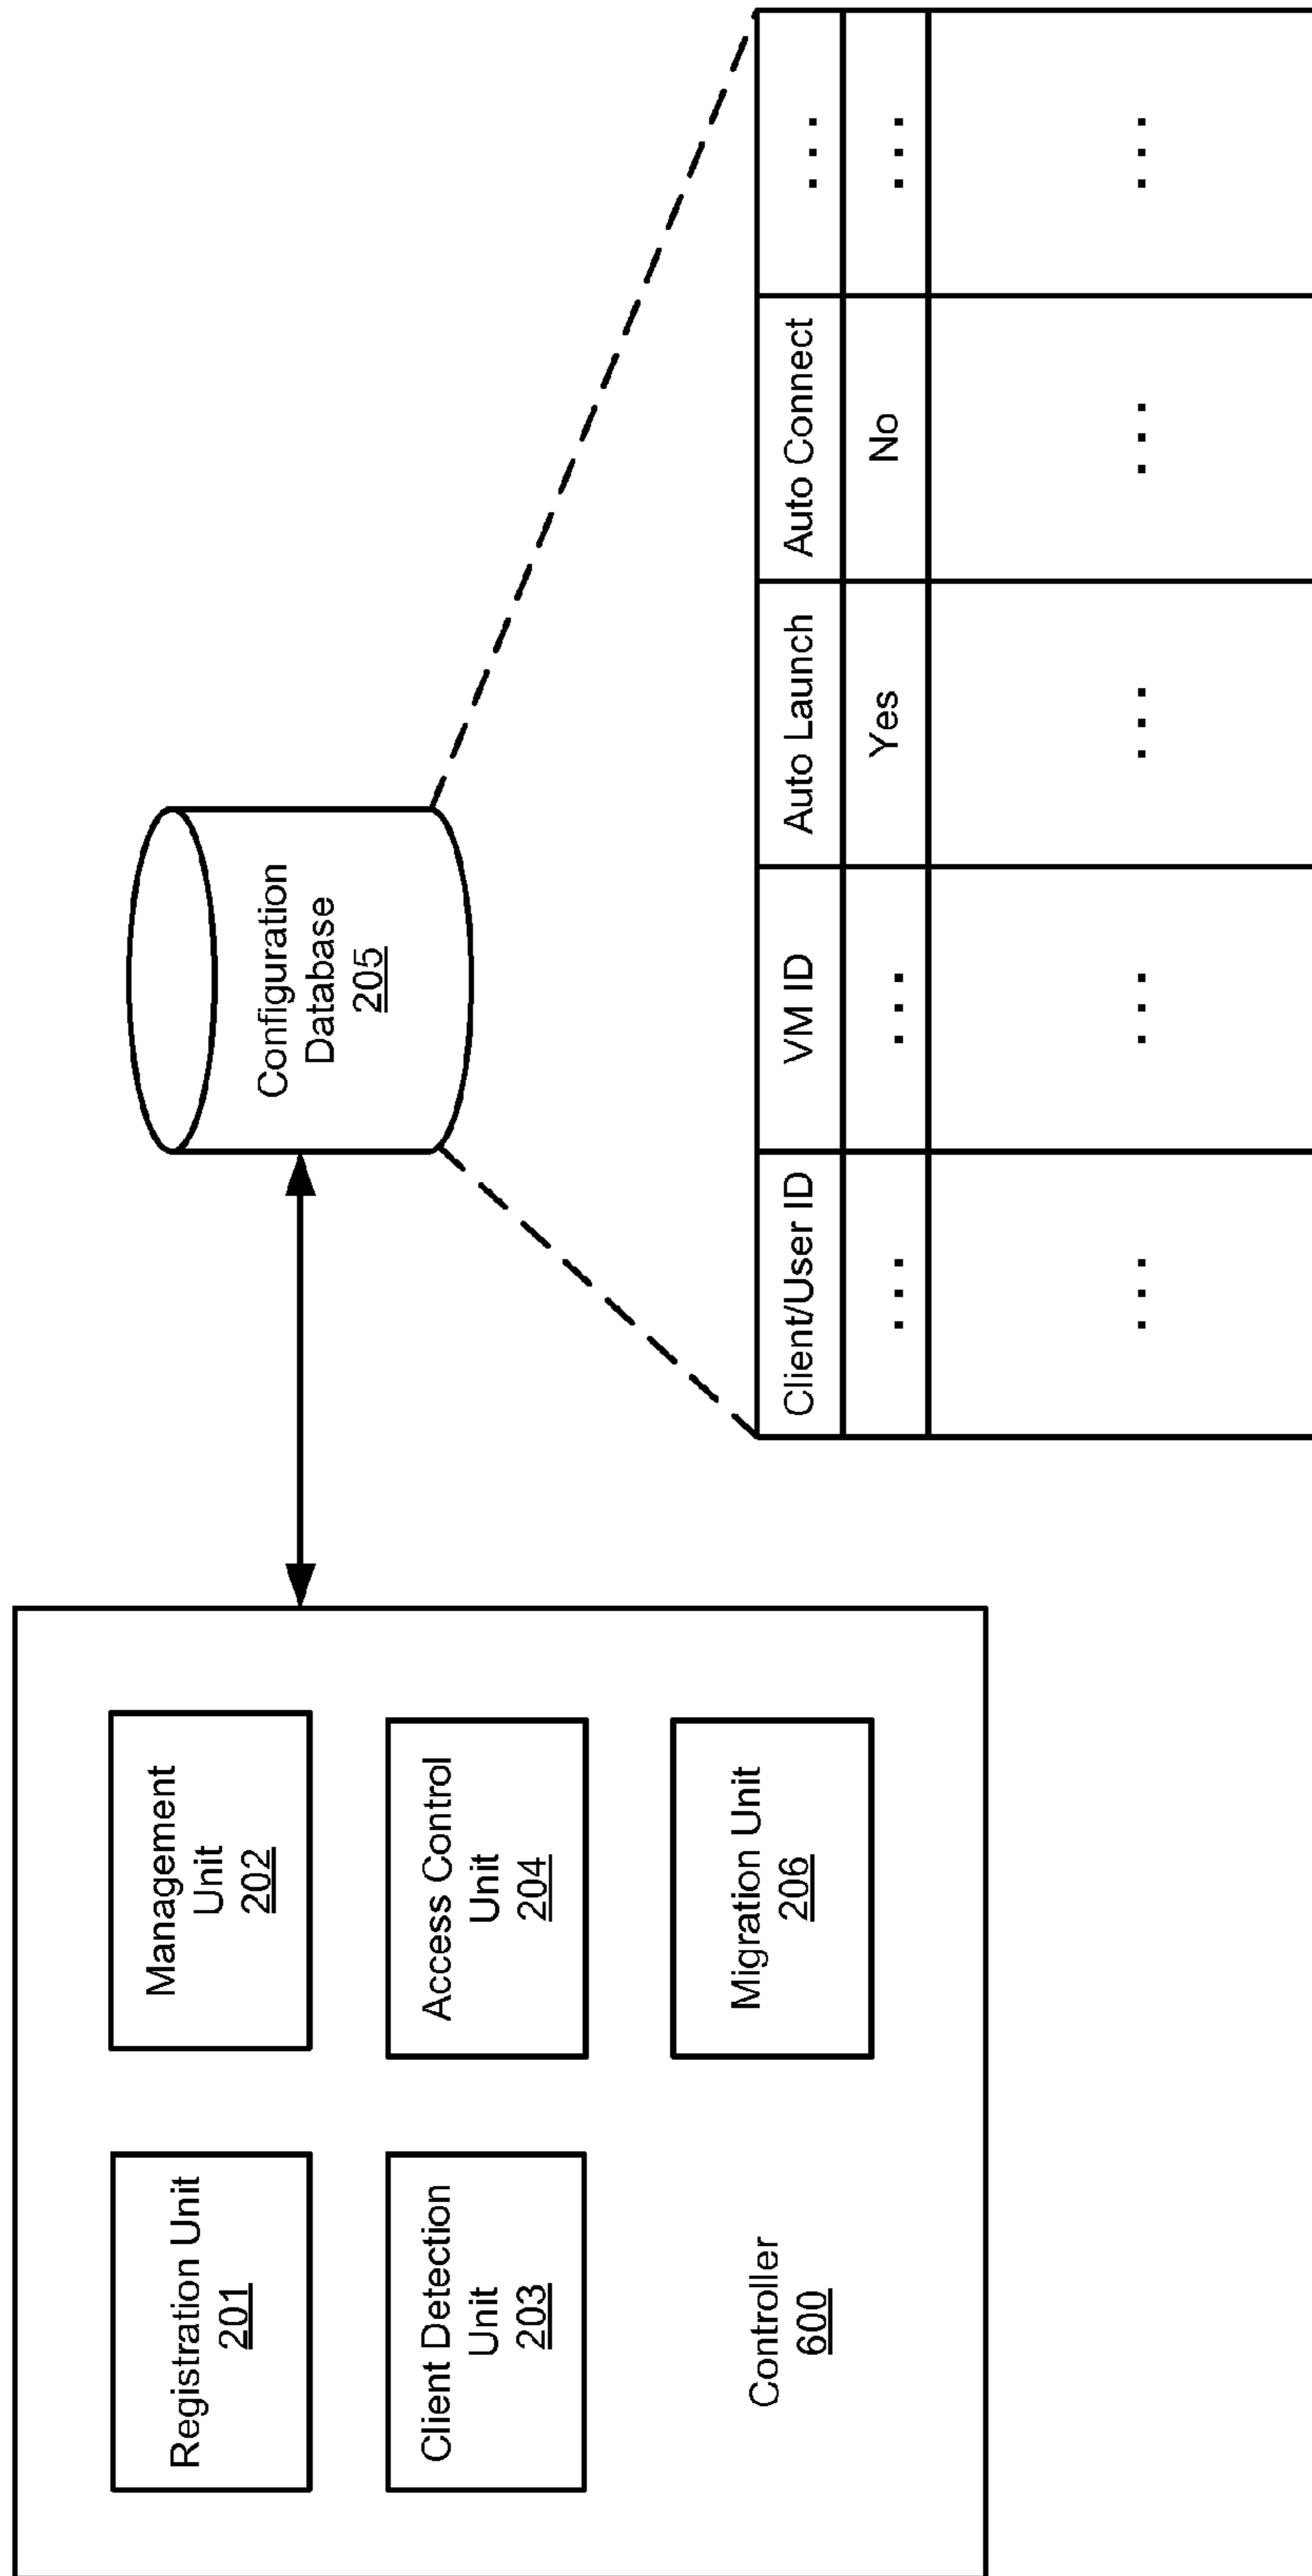 Registration Unit
201
Management
Unit
202
Client Detection
Unit
203
Access Control
Unit
204
Controller
600
Migration Unit
206
Configuration
Database
205
Client/User ID
VM ID
Auto Launch
Auto Connect
...
...
...
Yes
No
...
...
...
...
...
...